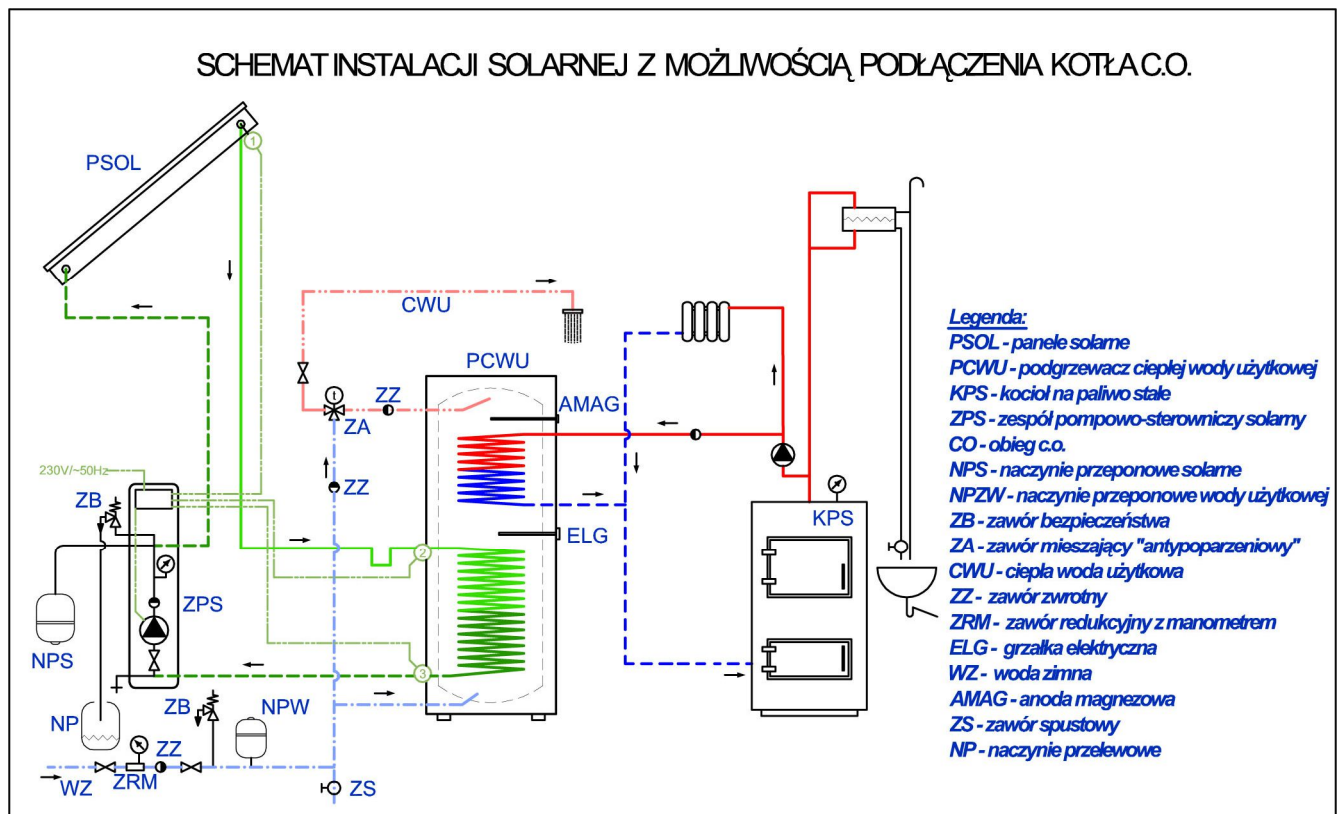 SCHEMAT INSTALACJI SOLARNEJ Z MOŻLIWOŚCIĄ PODŁĄCZENIA KOTŁA C.O.
PSOL
1
CWU
PCWU
ZZ
ZA
t
AMAG
ZZ
230V/~50Hz
ZB
KPS
ELG
2
ZPS
NPS
3
ZB
NPW
NP
ZZ
WZ
ZRM
ZS
Legenda:
PSOL - panele solarne
PCWU - podgrzewacz ciepłej wody użytkowej
KPS - kocioł na paliwo stałe
ZPS - zespół pompowo-sterowniczy solarny
CO - obieg c.o.
NPS - naczynie przeponowe solarne
NPZW - naczynie przeponowe wody użytkowej
ZB - zawór bezpieczeństwa
ZA - zawór mieszający "antypoparzeniowy"
CWU - ciepła woda użytkowa
ZZ - zawór zwrotny
ZRM - zawór redukcyjny z manometrem
ELG - grzałka elektryczna
WZ - woda zimna
AMAG - anoda magnezowa
ZS - zawór spustowy
NP - naczynie przelewowe